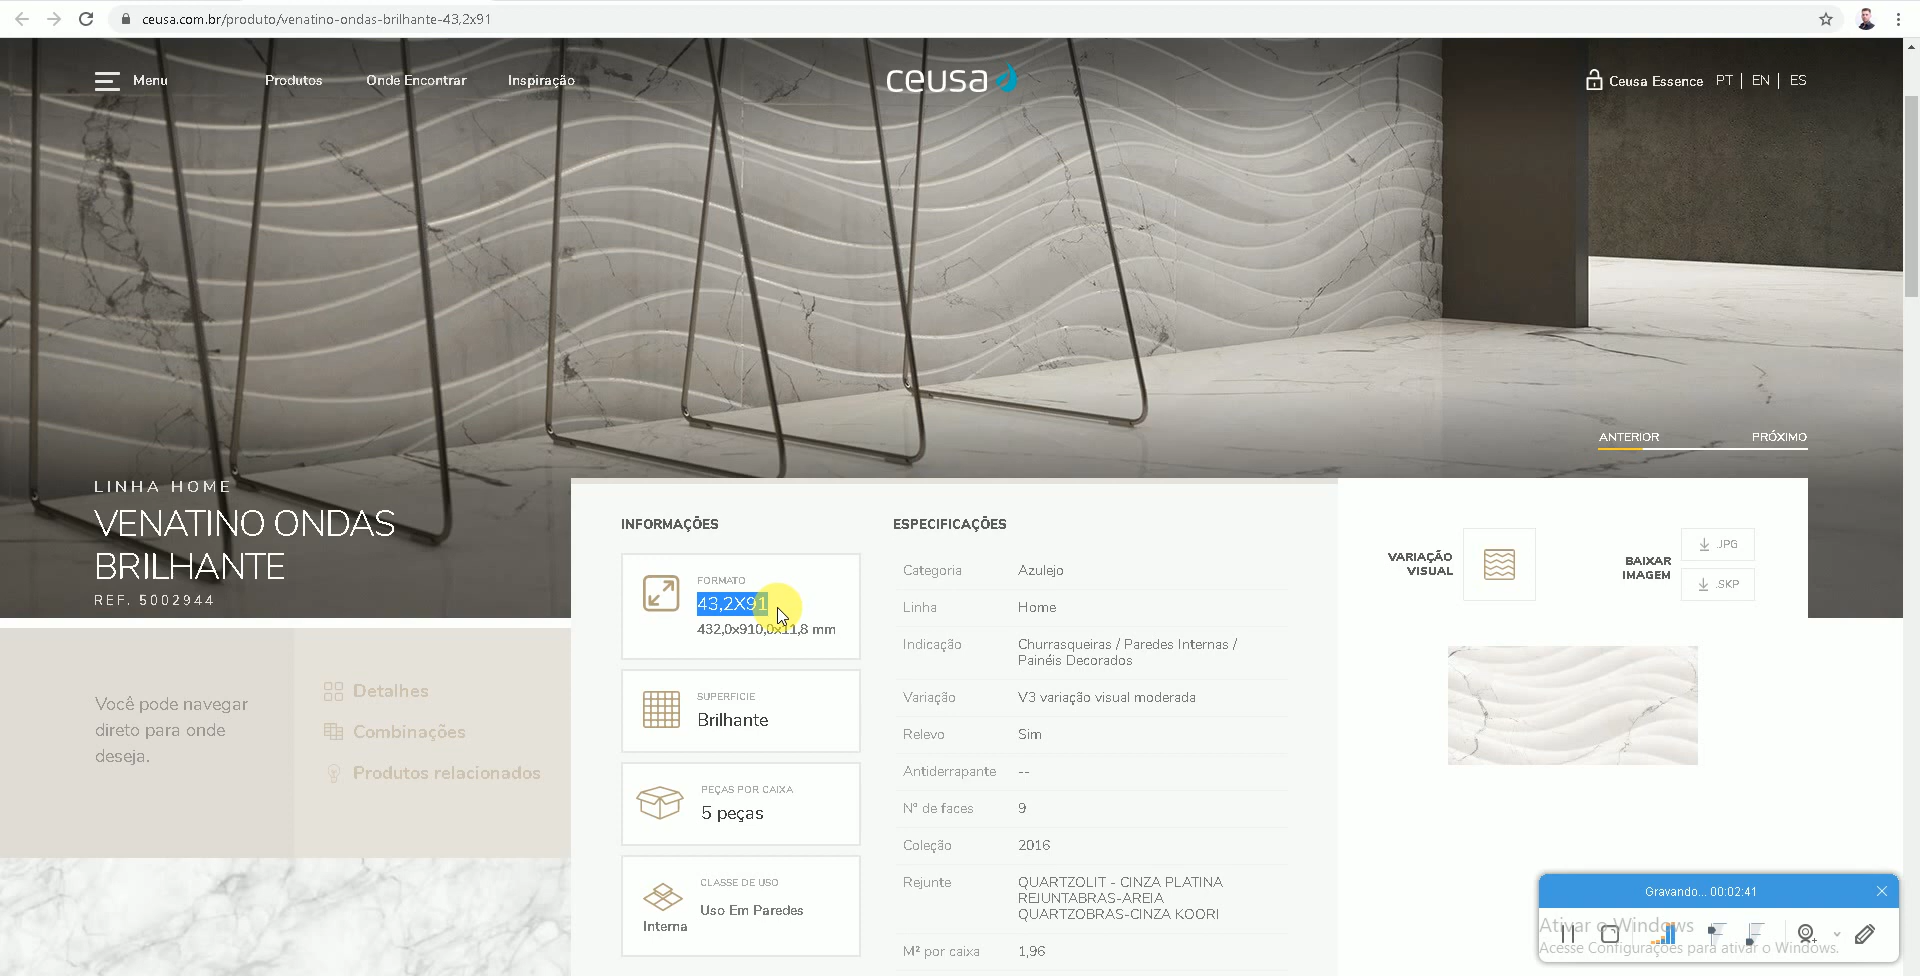 ceusa.com.br/produto/venatino-ondas-brilhante-43,2x91
Menu
Produtos
Onde Encontrar
Inspiração
ceusa
Ceusa Essence
PT | EN | ES
ANTERIOR
PRÓXIMO
LINHA HOME
VENATINO ONDAS
BRILHANTE
REF. 5002944
Você pode navegar
direto para onde
deseja.
Detalhes
Combinações
Produtos relacionados
INFORMAÇÕES
FORMATO
43,2X91
432,0x910,0x11,8 mm
SUPERFICIE
Brilhante
PEÇAS POR CAIXA
5 peças
CLASSE DE USO
Uso Em Paredes
Interna
ESPECIFICAÇÕES
Categoria Azulejo
Linha Home
Indicação Churrasqueiras / Paredes Internas /
Painéis Decorados
Variação V3 variação visual moderada
Relevo Sim
Antiderrapante --
Nº de faces 9
Coleção 2016
Rejunte QUARTZOLIT - CINZA PLATINA
REJUNTABRAS-AREIA
QUARTZOBRAS-CINZA KOORI
M² por caixa 1,96
VARIAÇÃO
VISUAL
BAIXAR
IMAGEM
.JPG
.SKP
Gravando... 00:02:41
Ativar o Windows
Acesse Configurações para ativar o Windows.